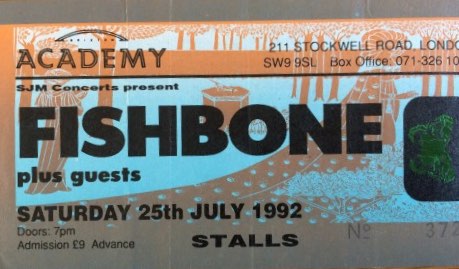 BRIXTON
ACADEMY
211 STOCKWELL ROAD, LONDO
SW9 9SL Box Office: 071-326 10
SJM Concerts present
FISHBONE
plus guests
SATURDAY 25th JULY 1992
Doors: 7pm
Admission £9 Advance
STALLS
Nº 372